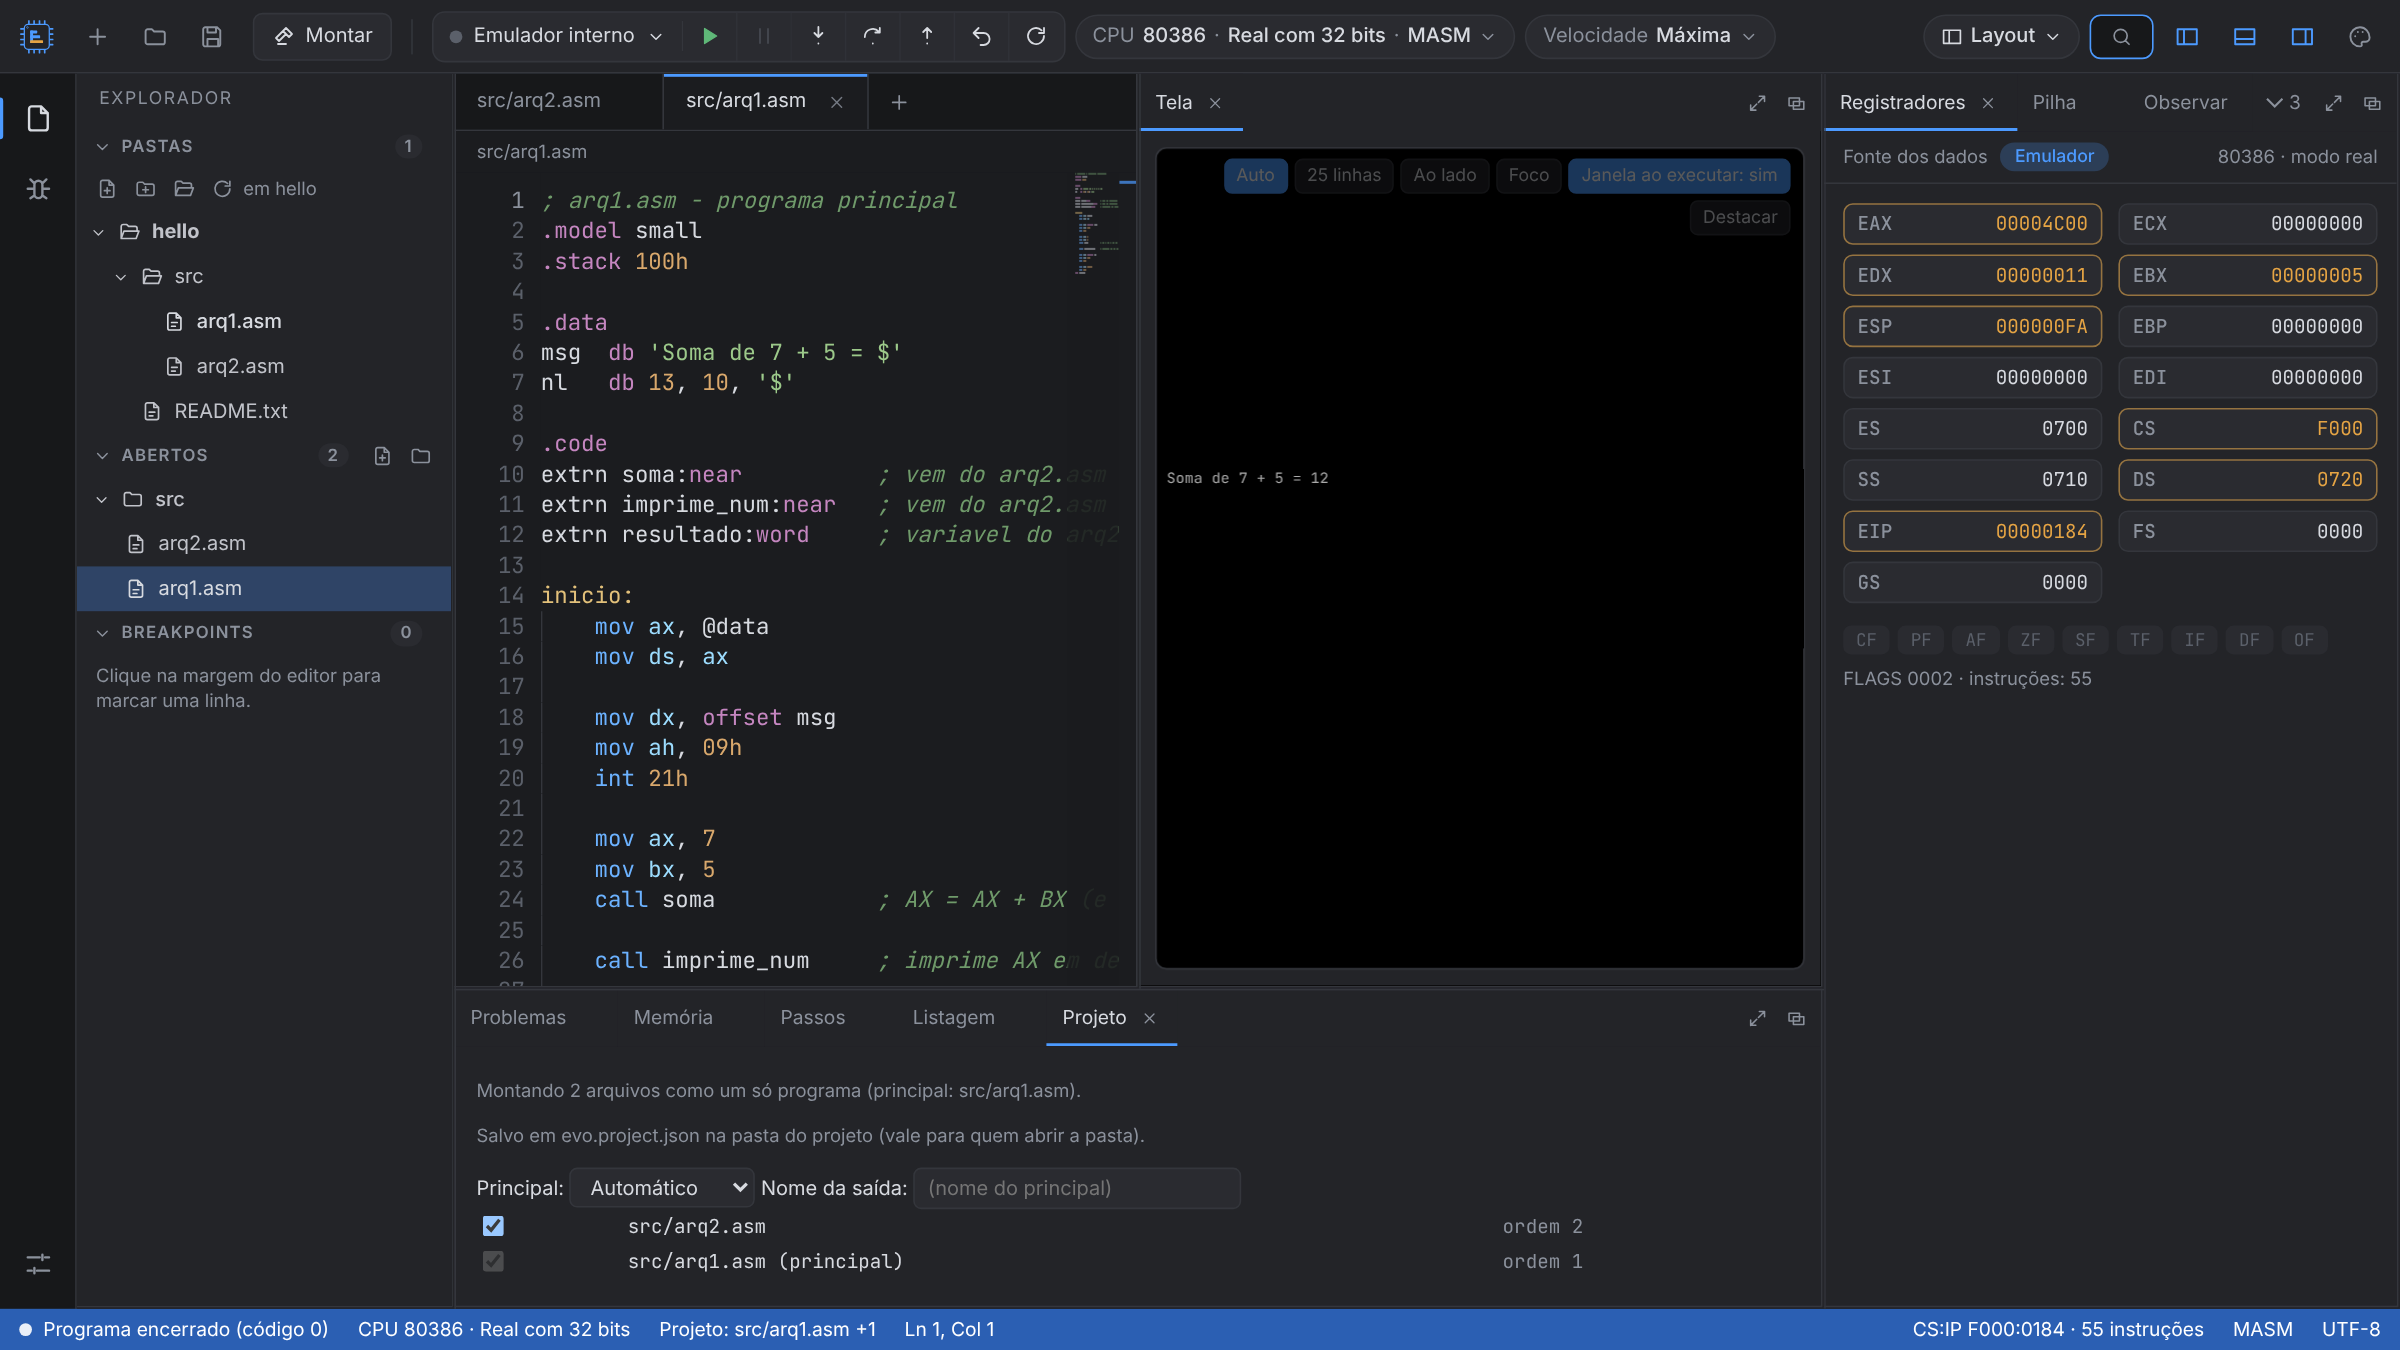 Montar
Emulador interno
CPU 80386 · Real com 32 bits · MASM
Velocidade Máxima
Layout
EXPLORADOR
PASTAS 1
em hello
hello
src
arq1.asm
arq2.asm
README.txt
ABERTOS 2
src
arq2.asm
arq1.asm
BREAKPOINTS 0
Clique na margem do editor para
marcar uma linha.
src/arq2.asm
src/arq1.asm
src/arq1.asm
1 ; arq1.asm - programa principal
2 .model small
3 .stack 100h
4
5 .data
6 msg  db 'Soma de 7 + 5 = $'
7 nl   db 13, 10, '$'
8
9 .code
10 extrn soma:near          ; vem do arq2.asm
11 extrn imprime_num:near   ; vem do arq2.asm
12 extrn resultado:word     ; variavel do arq2
13
14 inicio:
15     mov ax, @data
16     mov ds, ax
17
18     mov dx, offset msg
19     mov ah, 09h
20     int 21h
21
22     mov ax, 7
23     mov bx, 5
24     call soma            ; AX = AX + BX (e
25
26     call imprime_num     ; imprime AX em de
Tela
Auto
25 linhas
Ao lado
Foco
Janela ao executar: sim
Destacar
Soma de 7 + 5 = 12
Registradores
Pilha
Observar
3
Fonte dos dados Emulador 80386 · modo real
EAX 00004C00 ECX 00000000
EDX 00000011 EBX 00000005
ESP 000000FA EBP 00000000
ESI 00000000 EDI 00000000
ES 0700 CS F000
SS 0710 DS 0720
EIP 00000184 FS 0000
GS 0000
CF PF AF ZF SF TF IF DF OF
FLAGS 0002 · instruções: 55
Problemas
Memória
Passos
Listagem
Projeto
Montando 2 arquivos como um só programa (principal: src/arq1.asm).
Salvo em evo.project.json na pasta do projeto (vale para quem abrir a pasta).
Principal: Automático Nome da saída: (nome do principal)
src/arq2.asm ordem 2
src/arq1.asm (principal) ordem 1
Programa encerrado (código 0) CPU 80386 · Real com 32 bits Projeto: src/arq1.asm +1 Ln 1, Col 1 CS:IP F000:0184 · 55 instruções MASM UTF-8